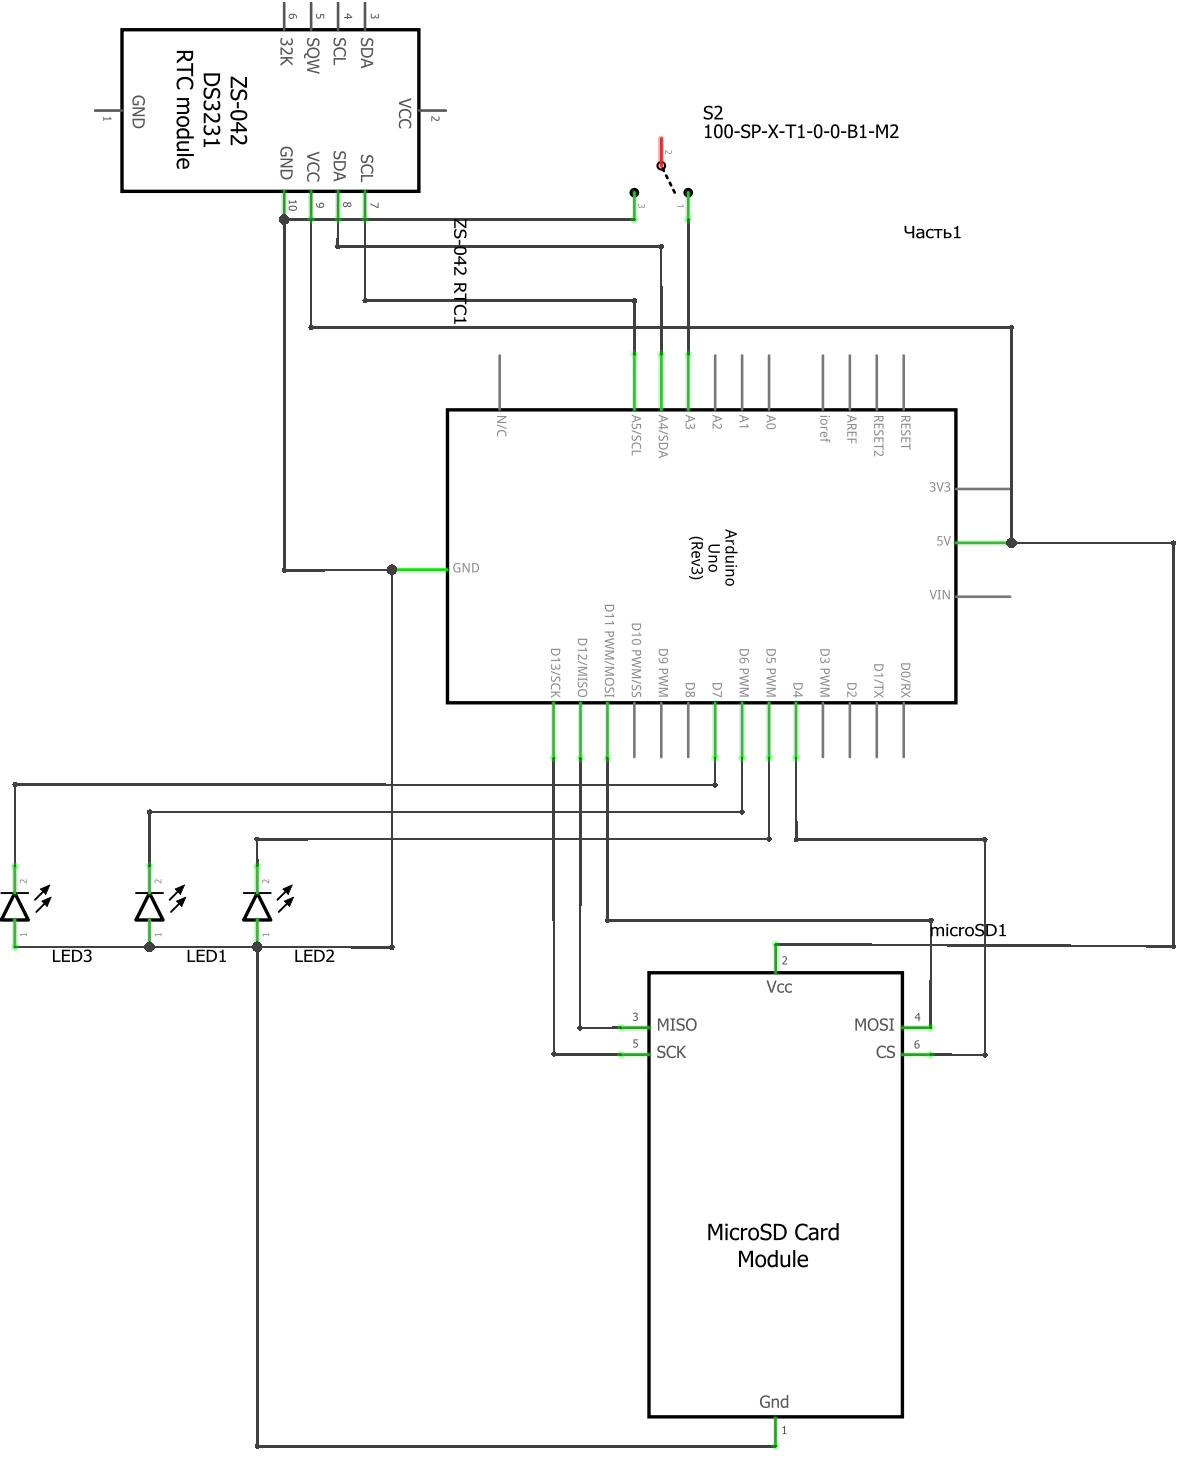 6
5
4
3
32K
SQW
SCL
SDA
ZS-042
DS3231
RTC module
GND
1
VCC
2
GND
VCC
SDA
SCL
10
9
8
7
S2
100-SP-X-T1-0-0-B1-M2
2
3
1
Часть1
ZS-042 RTC1
N/C
A5/SCL
A4/SDA
A3
A2
A1
A0
ioref
AREF
RESET2
RESET
3V3
5V
VIN
GND
Arduino
Uno
(Rev3)
D13/SCK
D12/MISO
D11 PWM/MOSI
D10 PWM/SS
D9 PWM
D8
D7
D6 PWM
D5 PWM
D4
D3 PWM
D2
D1/TX
D0/RX
2
2
2
1
1
1
LED3
LED1
LED2
microSD1
2
Vcc
3
MISO
MOSI
4
5
SCK
CS
6
MicroSD Card
Module
Gnd
1